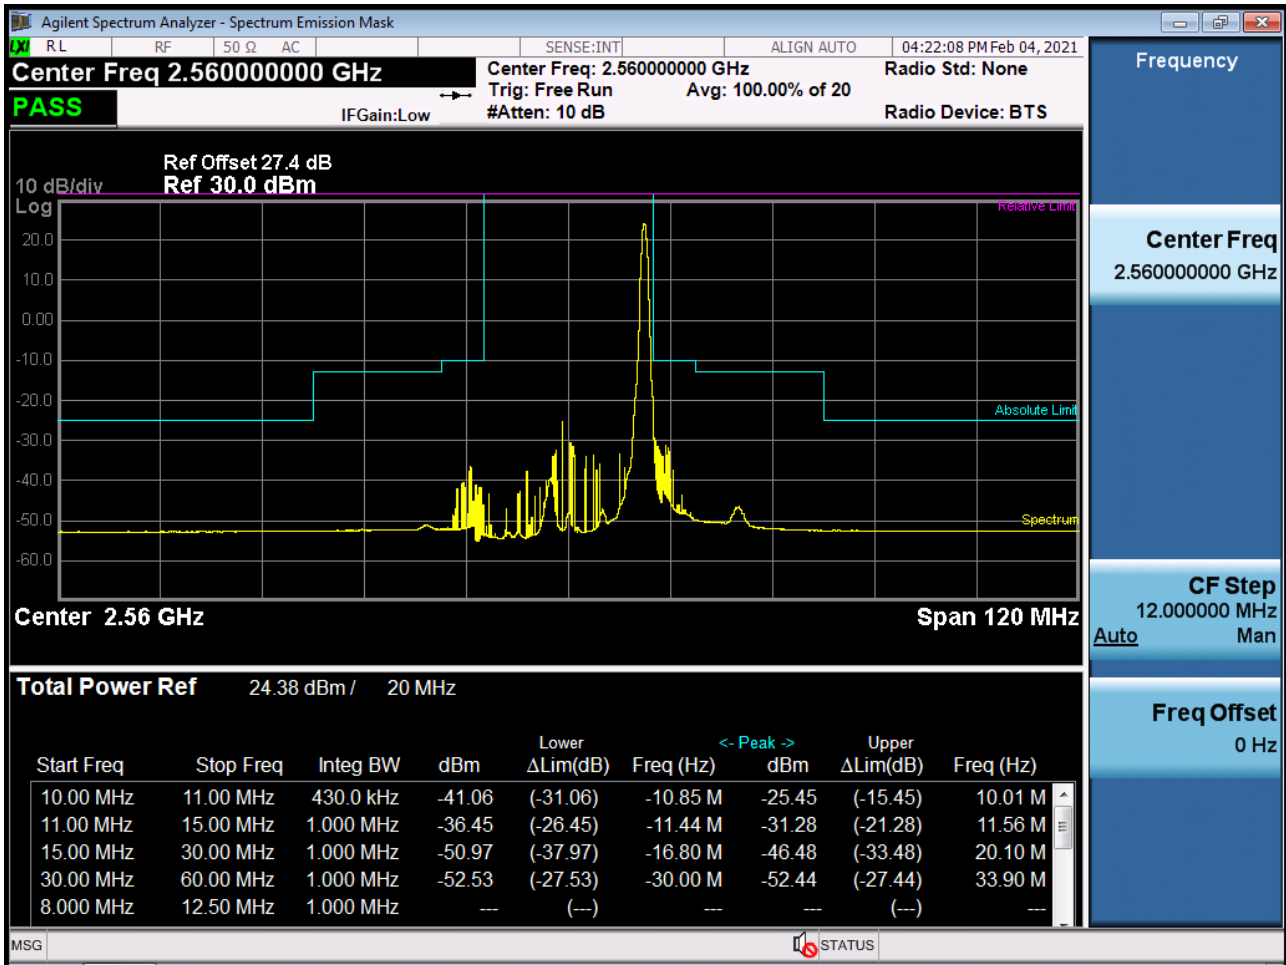 Agilent Spectrum Analyzer - Spectrum Emission Mask
LXI RL RF 50 Ω AC SENSE:INT ALIGN AUTO 04:22:08 PM Feb 04, 2021
Center Freq 2.560000000 GHz
Center Freq: 2.560000000 GHz Radio Std: None
Trig: Free Run Avg: 100.00% of 20
PASS IFGain:Low #Atten: 10 dB Radio Device: BTS
Ref Offset 27.4 dB
10 dB/div Ref 30.0 dBm
Log
Relative Limit
20.0
10.0
0.00
-10.0
-20.0
Absolute Limit
-30.0
-40.0
-50.0
Spectrum
-60.0
Center 2.56 GHz Span 120 MHz
Total Power Ref 24.38 dBm / 20 MHz
Lower <- Peak -> Upper
Start Freq Stop Freq Integ BW dBm ΔLim(dB) Freq (Hz) dBm ΔLim(dB) Freq (Hz)
10.00 MHz 11.00 MHz 430.0 kHz -41.06 (-31.06) -10.85 M -25.45 (-15.45) 10.01 M
11.00 MHz 15.00 MHz 1.000 MHz -36.45 (-26.45) -11.44 M -31.28 (-21.28) 11.56 M
15.00 MHz 30.00 MHz 1.000 MHz -50.97 (-37.97) -16.80 M -46.48 (-33.48) 20.10 M
30.00 MHz 60.00 MHz 1.000 MHz -52.53 (-27.53) -30.00 M -52.44 (-27.44) 33.90 M
8.000 MHz 12.50 MHz 1.000 MHz --- (---) --- --- (---) ---
MSG STATUS
Frequency
Center Freq
2.560000000 GHz
CF Step
12.000000 MHz
Auto Man
Freq Offset
0 Hz